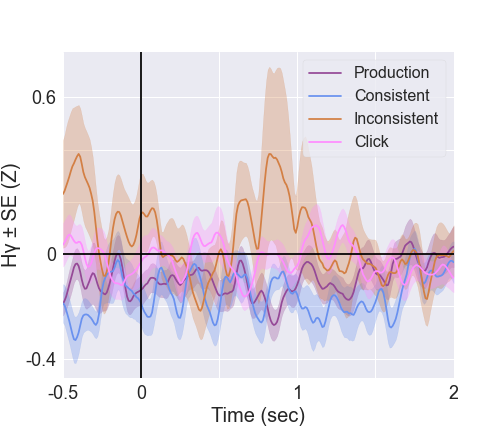 Production
Consistent
Inconsistent
Click
0.6
0
-0.4
Hγ ± SE (Z)
-0.5
0
1
2
Time (sec)